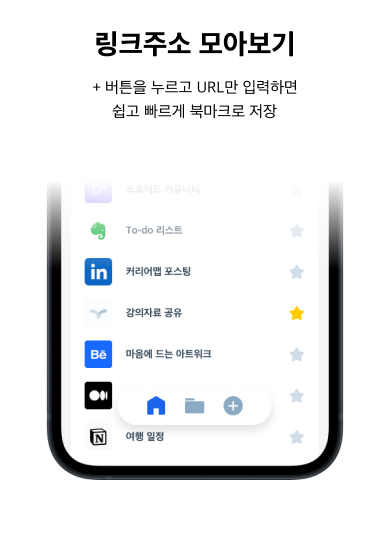 링크주소 모아보기
+ 버튼을 누르고 URL만 입력하면
쉽고 빠르게 북마크로 저장
프로덕트 커뮤니티
To-do 리스트
in
커리어맵 포스팅
강의자료 공유
Bē
마음에 드는 아트워크
N
여행 일정